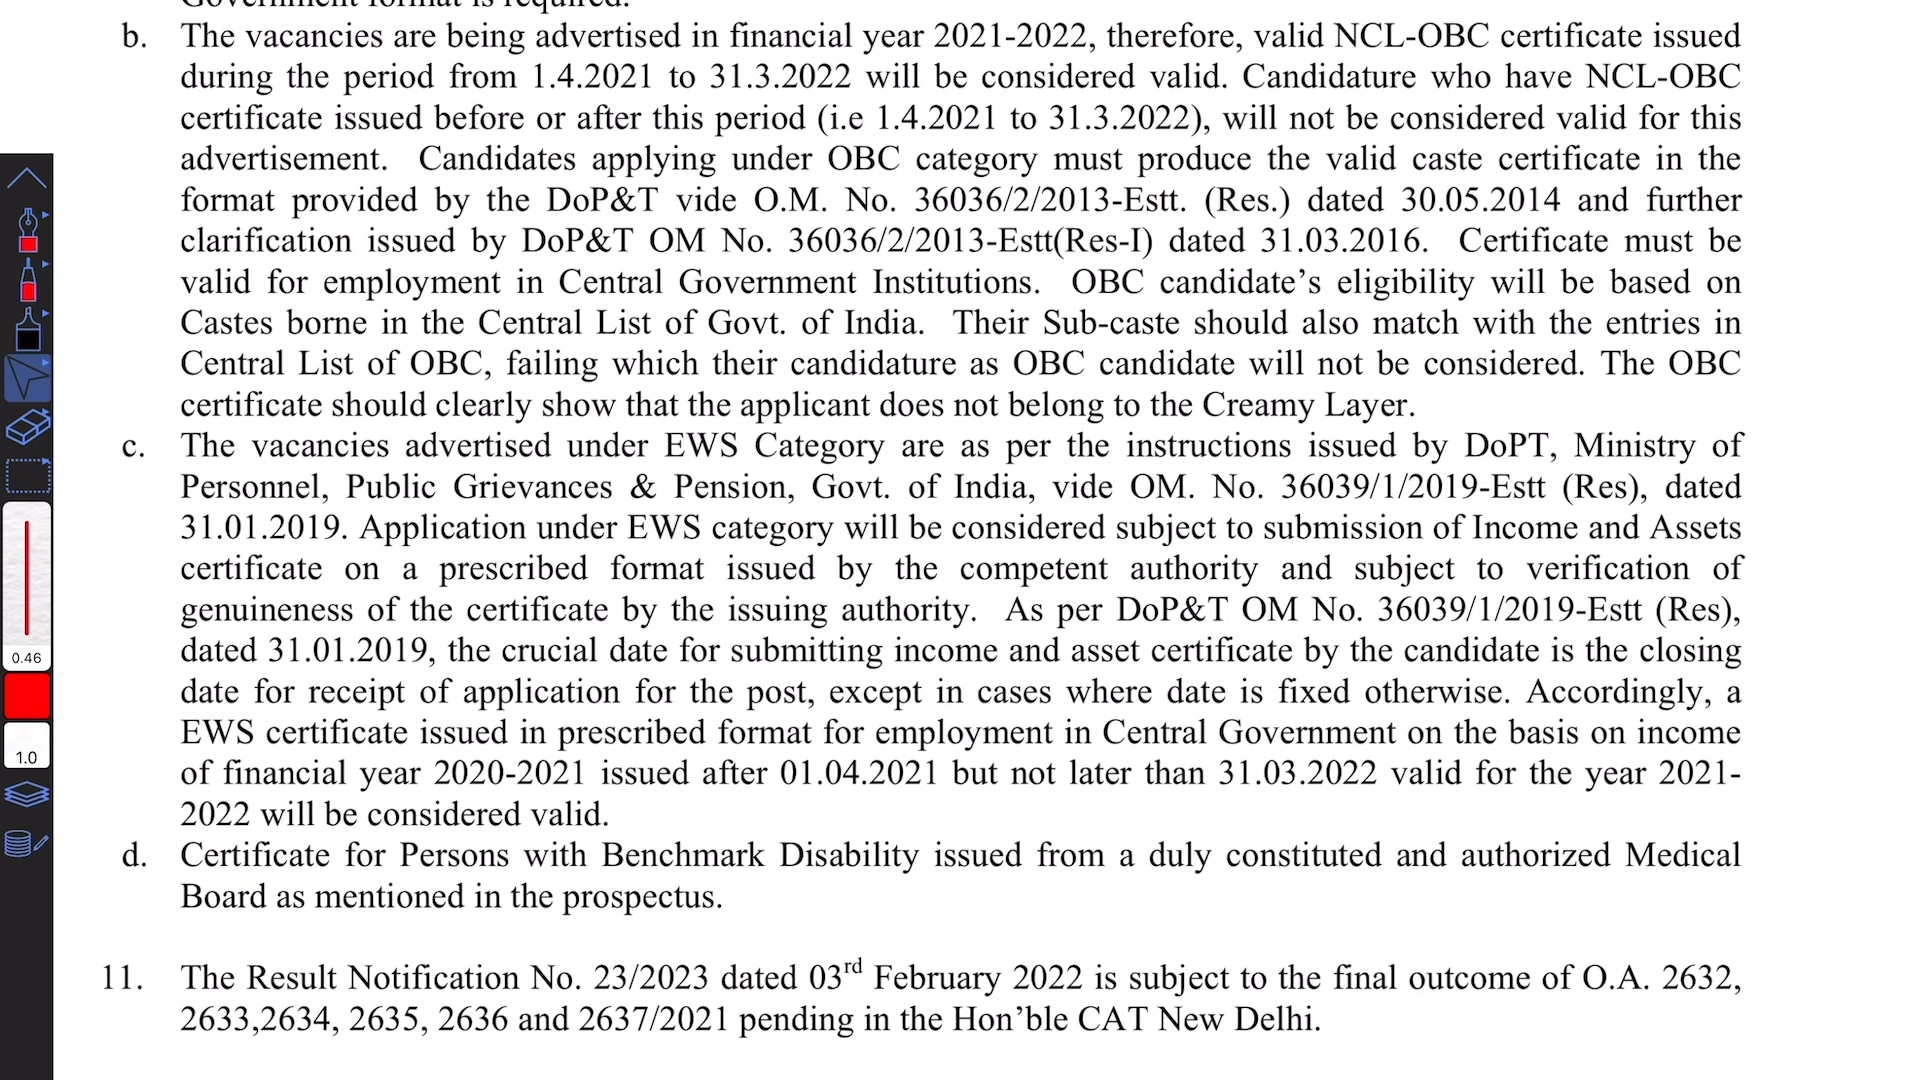 Government format is required.
b. The vacancies are being advertised in financial year 2021-2022, therefore, valid NCL-OBC certificate issued
during the period from 1.4.2021 to 31.3.2022 will be considered valid. Candidature who have NCL-OBC
certificate issued before or after this period (i.e 1.4.2021 to 31.3.2022), will not be considered valid for this
advertisement. Candidates applying under OBC category must produce the valid caste certificate in the
format provided by the DoP&T vide O.M. No. 36036/2/2013-Estt. (Res.) dated 30.05.2014 and further
clarification issued by DoP&T OM No. 36036/2/2013-Estt(Res-I) dated 31.03.2016. Certificate must be
valid for employment in Central Government Institutions. OBC candidate’s eligibility will be based on
Castes borne in the Central List of Govt. of India. Their Sub-caste should also match with the entries in
Central List of OBC, failing which their candidature as OBC candidate will not be considered. The OBC
certificate should clearly show that the applicant does not belong to the Creamy Layer.
c. The vacancies advertised under EWS Category are as per the instructions issued by DoPT, Ministry of
Personnel, Public Grievances & Pension, Govt. of India, vide OM. No. 36039/1/2019-Estt (Res), dated
31.01.2019. Application under EWS category will be considered subject to submission of Income and Assets
certificate on a prescribed format issued by the competent authority and subject to verification of
genuineness of the certificate by the issuing authority. As per DoP&T OM No. 36039/1/2019-Estt (Res),
dated 31.01.2019, the crucial date for submitting income and asset certificate by the candidate is the closing
date for receipt of application for the post, except in cases where date is fixed otherwise. Accordingly, a
EWS certificate issued in prescribed format for employment in Central Government on the basis on income
of financial year 2020-2021 issued after 01.04.2021 but not later than 31.03.2022 valid for the year 2021-
2022 will be considered valid.
d. Certificate for Persons with Benchmark Disability issued from a duly constituted and authorized Medical
Board as mentioned in the prospectus.
11. The Result Notification No. 23/2023 dated 03rd February 2022 is subject to the final outcome of O.A. 2632,
2633,2634, 2635, 2636 and 2637/2021 pending in the Hon’ble CAT New Delhi.
0.46
1.0